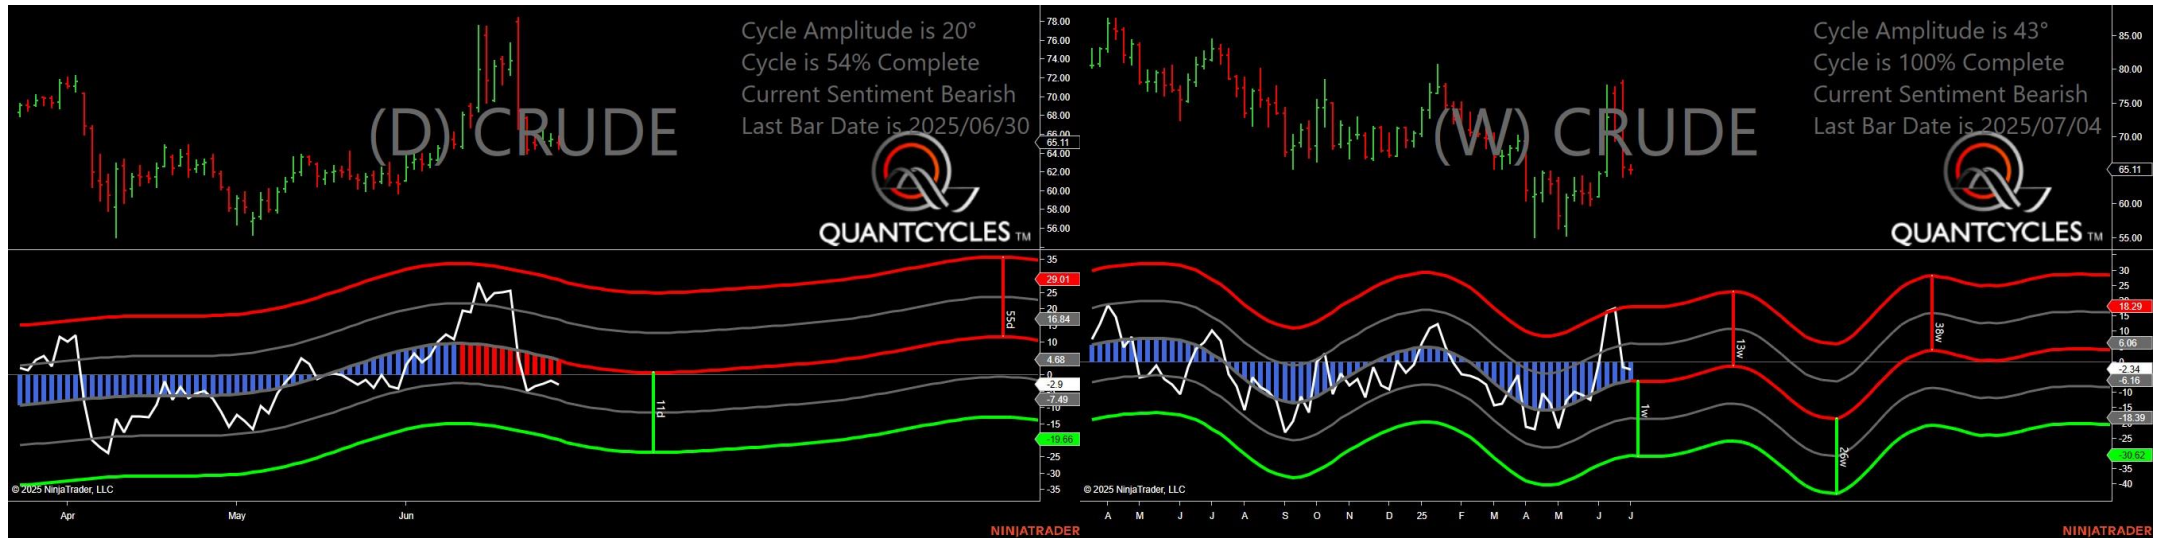 Cycle Amplitude is 20°
Cycle is 54% Complete
Current Sentiment Bearish
Last Bar Date is 2025/06/30
(D) CRUDE
QUANTCYCLES TM
78.00
76.00
74.00
72.00
70.00
68.00
66.00
65.11
64.00
62.00
60.00
58.00
56.00
35
29.01
25
20
16.84
15
10
4.68
0
-2.9
-7.49
-10
-15
-19.66
-25
-30
-35
55d
11d
© 2025 NinjaTrader, LLC
Apr
May
Jun
NINJATRADER
Cycle Amplitude is 43°
Cycle is 100% Complete
Current Sentiment Bearish
Last Bar Date is 2025/07/04
(W) CRUDE
QUANTCYCLES TM
85.00
80.00
75.00
70.00
65.11
60.00
55.00
30
25
18.29
15
10
6.06
-2.34
-6.16
-10
-15
-18.39
-30.62
-35
-40
13w
38w
1w
26w
© 2025 NinjaTrader, LLC
A M J J A S O N D 25 F M A M J J
NINJATRADER